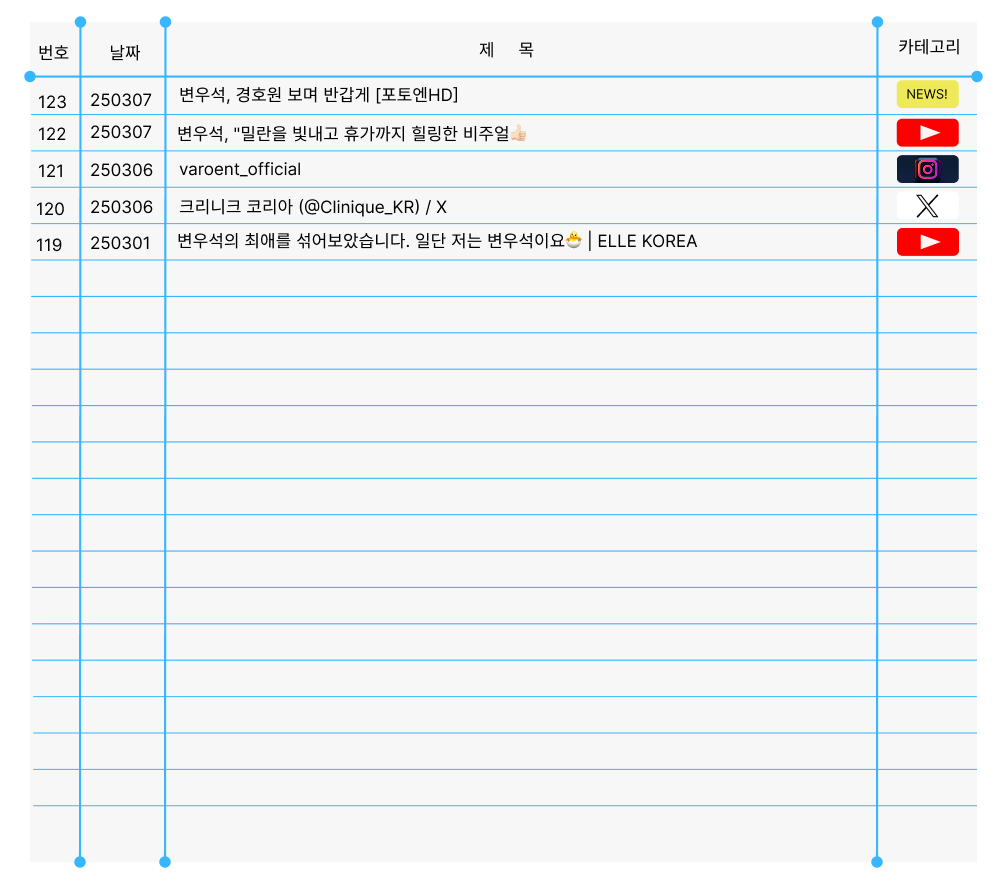 번호 날짜 제 목 카테고리
123 250307 변우석, 경호원 보며 반갑게 [포토엔HD] NEWS!
122 250307 변우석, "밀란을 빛내고 휴가까지 힐링한 비주얼👍🏻
121 250306 varoent_official
120 250306 크리니크 코리아 (@Clinique_KR) / X
119 250301 변우석의 최애를 섞어보았습니다. 일단 저는 변우석이요🐣 | ELLE KOREA